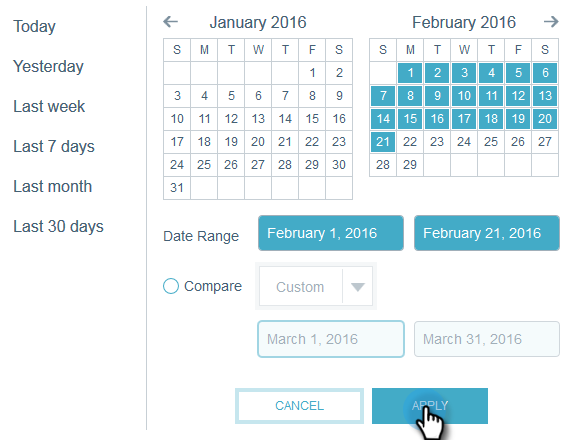 Today
Yesterday
Last week
Last 7 days
Last month
Last 30 days
January 2016
S M T W T F S
1 2
3 4 5 6 7 8 9
10 11 12 13 14 15 16
17 18 19 20 21 22 23
24 25 26 27 28 29 30
31
February 2016
S M T W T F S
1 2 3 4 5 6
7 8 9 10 11 12 13
14 15 16 17 18 19 20
21 22 23 24 25 26 27
28 29
Date Range February 1, 2016 February 21, 2016
Compare Custom
March 1, 2016 March 31, 2016
CANCEL APPLY